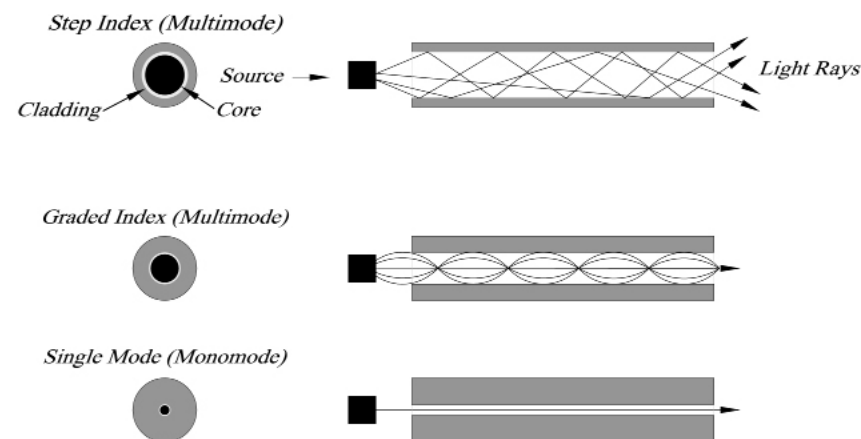 Step Index (Multimode)
Source
Light Rays
Cladding
Core
Graded Index (Multimode)
Single Mode (Monomode)